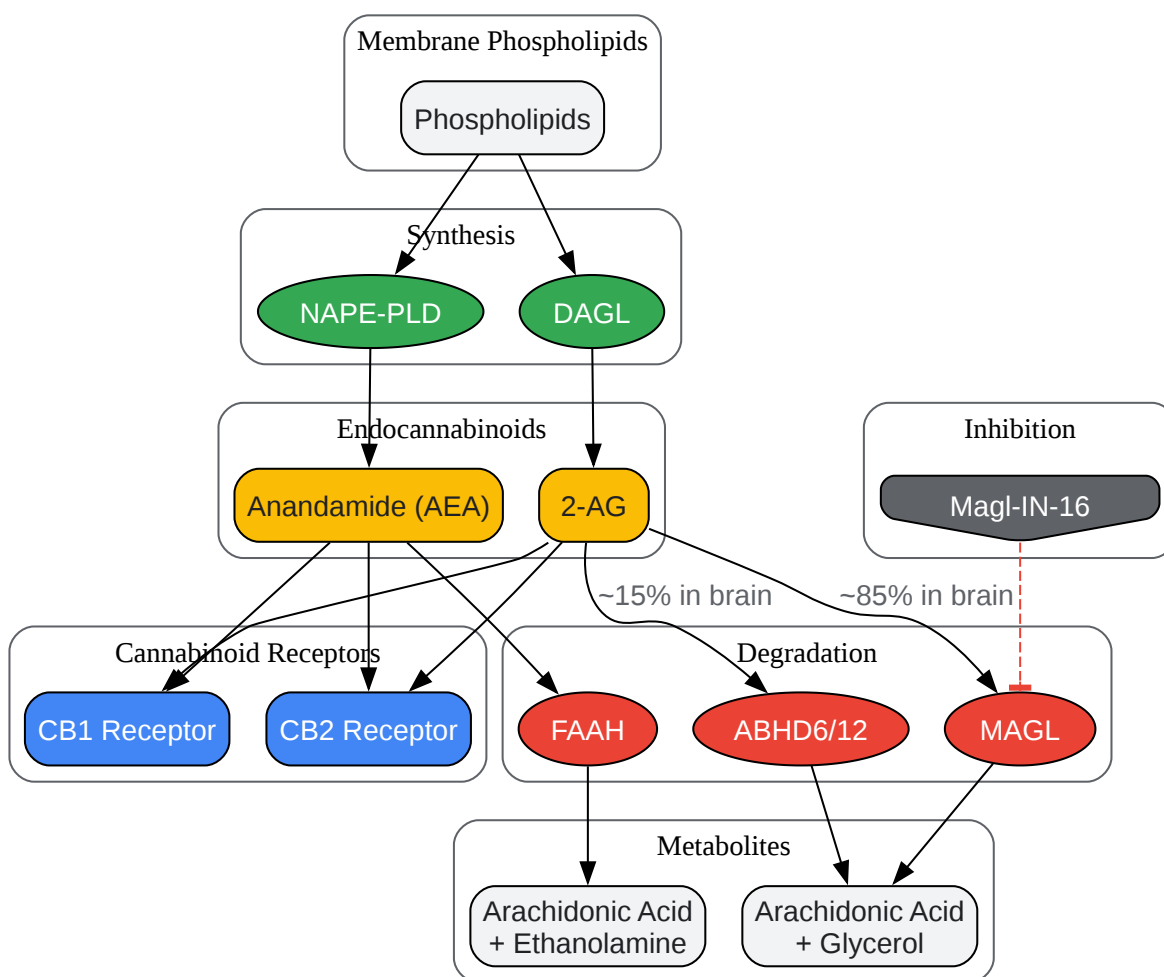 Membrane Phospholipids
Phospholipids
Synthesis
NAPE-PLD
DAGL
Endocannabinoids
Inhibition
Anandamide (AEA)
2-AG
Magl-IN-16
~15% in brain
~85% in brain
Cannabinoid Receptors
Degradation
CB1 Receptor
CB2 Receptor
FAAH
ABHD6/12
MAGL
Metabolites
Arachidonic Acid
+ Ethanolamine
Arachidonic Acid
+ Glycerol